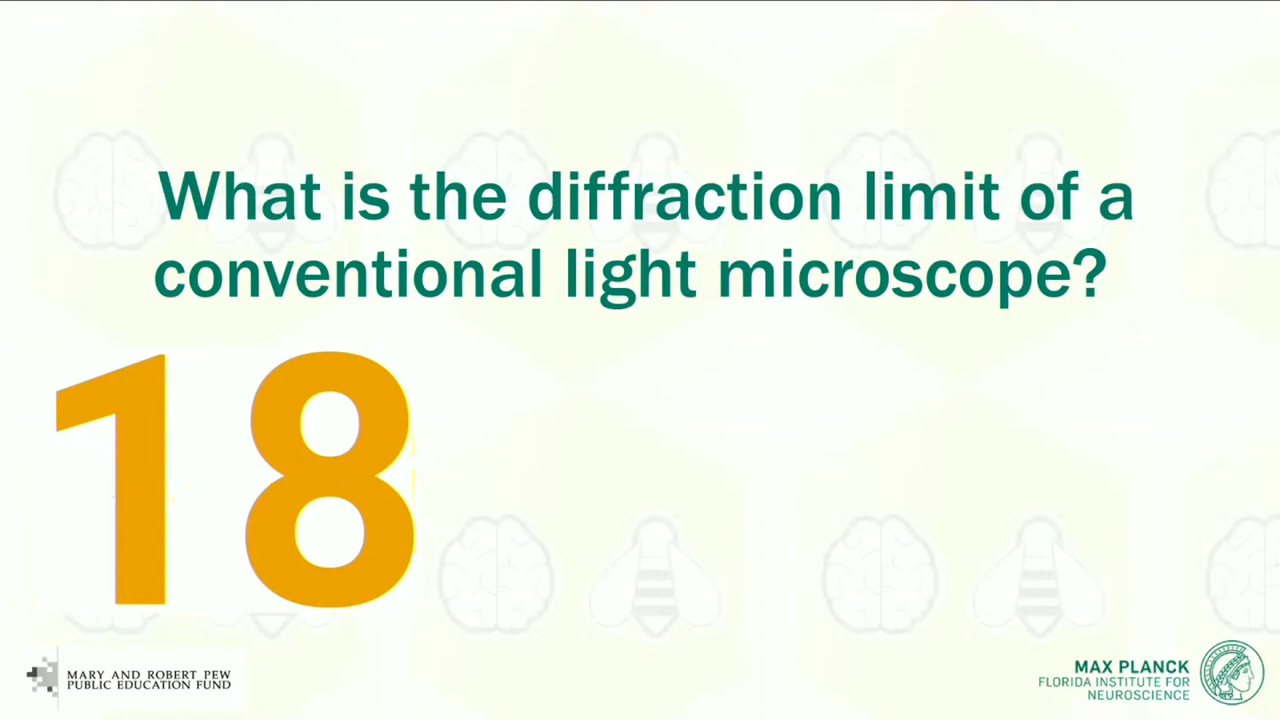 What is the diffraction limit of a
conventional light microscope?
18
MARY AND ROBERT PEW
PUBLIC EDUCATION FUND
MAX PLANCK
FLORIDA INSTITUTE FOR
NEUROSCIENCE